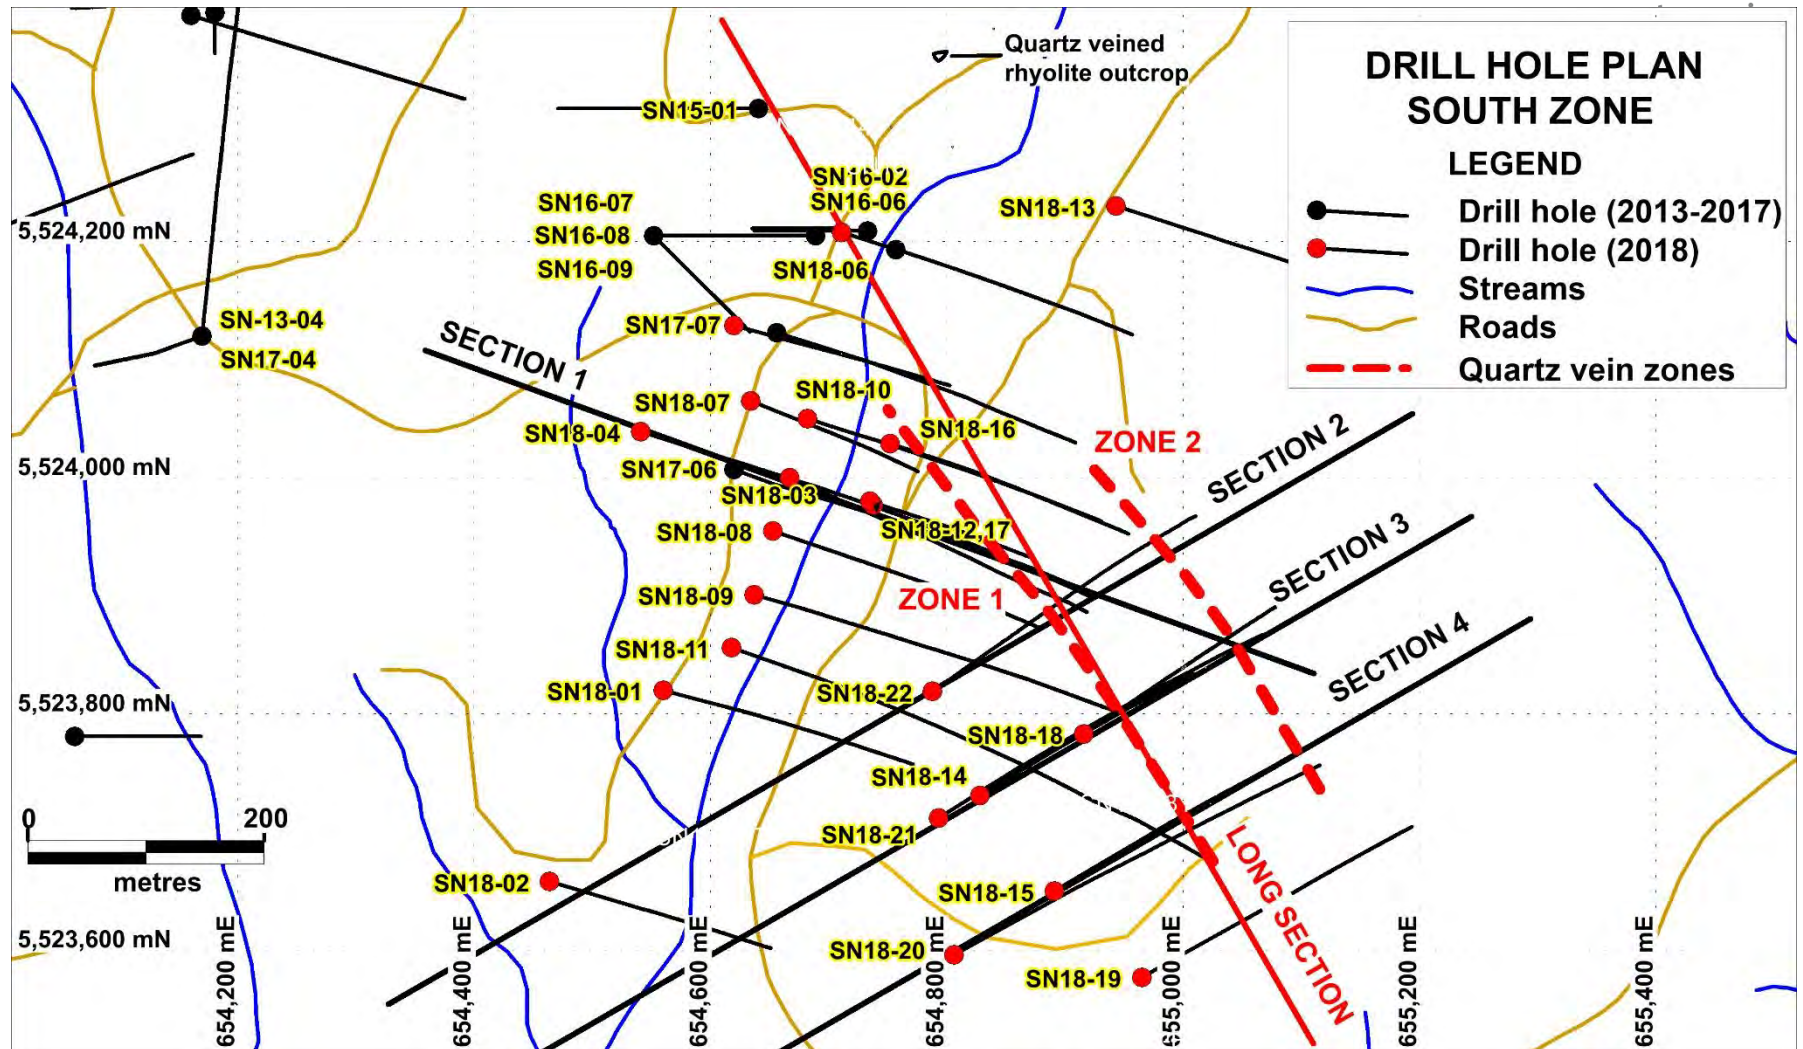 Quartz veined
rhyolite outcrop
DRILL HOLE PLAN
SOUTH ZONE
LEGEND
Drill hole (2013-2017)
Drill hole (2018)
Streams
Roads
Quartz vein zones
SN15-01
SN16-02
SN16-06
SN16-07
SN16-08
SN16-09
SN18-13
5,524,200 mN
SN18-06
SN-13-04
SN17-04
SN17-07
SECTION 1
SN18-10
SN18-07
SN18-04
SN18-16
ZONE 2
SECTION 2
5,524,000 mN
SN17-06
SN18-03
SN18-08
SN18-12,17
SECTION 3
SN18-09
ZONE 1
SN18-11
SECTION 4
SN18-01
SN18-22
5,523,800 mN
SN18-18
SN18-14
SN18-21
0 200
metres
SN18-02
SN18-15
LONG SECTION
5,523,600 mN
SN18-20
SN18-19
654,200 mE
654,400 mE
654,600 mE
654,800 mE
655,000 mE
655,200 mE
655,400 mE